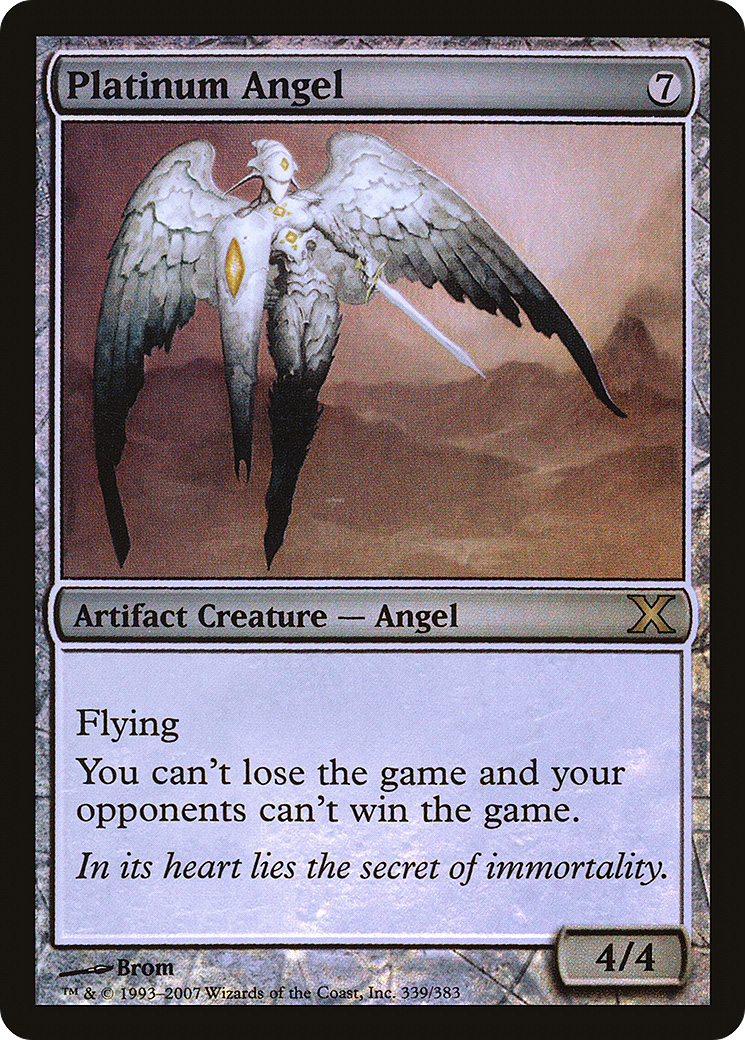 Platinum Angel 7
Artifact Creature — Angel
Flying
You can't lose the game and your
opponents can't win the game.
In its heart lies the secret of immortality.
4/4
Brom
™ & © 1993–2007 Wizards of the Coast, Inc. 339/383